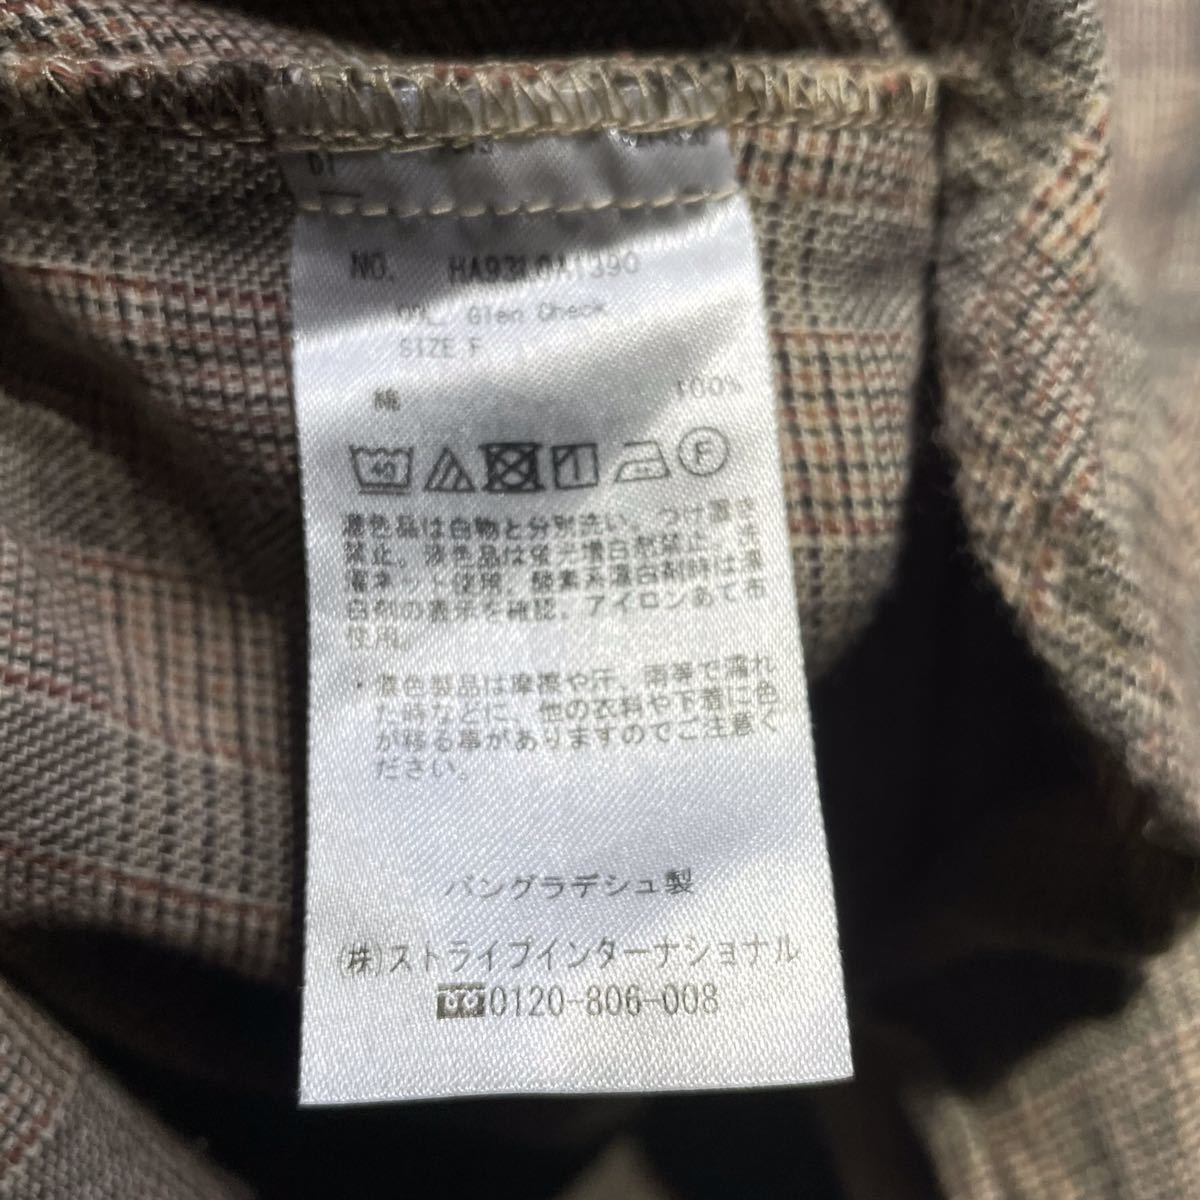 01
NO. HA93L0A1390
Glen Check
SIZE F
綿 100%
40
F
濃色品は白物と分別洗い。つけ置き
禁止。淡色品は蛍光増白剤禁止。洗
濯ネット使用。酸素系漂白剤時は漂
白剤の表示を確認。アイロンあて布
使用。
・濃色製品は摩擦や汗、雨等で濡れ
た時などに、他の衣料や下着に色
が移る事がありますのでご注意く
ださい。
バングラデシュ製
(株)ストライプインターナショナル
0120-806-008